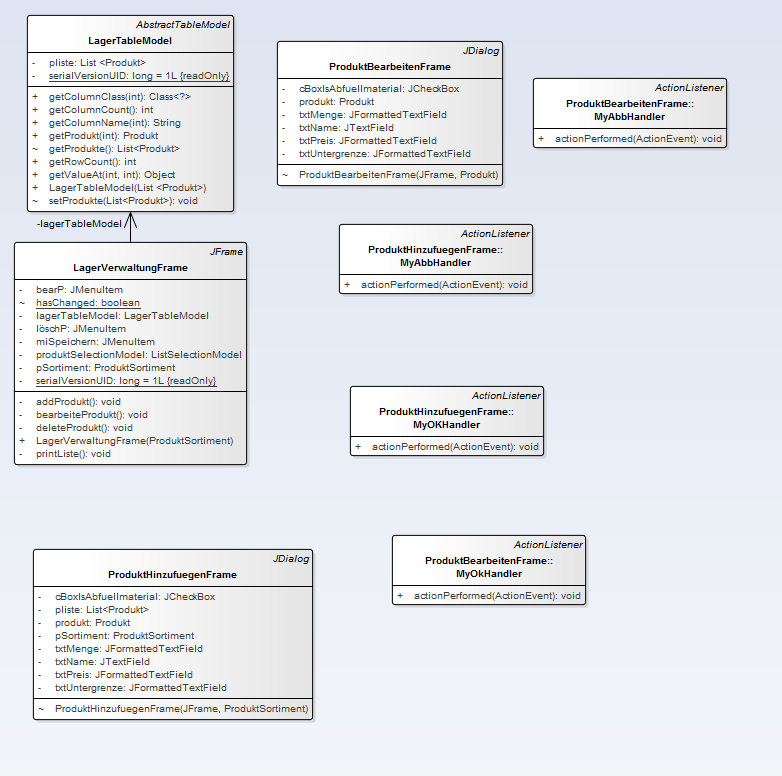 AbstractTableModel
LagerTableModel
- pliste: List <Produkt>
- serialVersionUID: long = 1L {readOnly}
+ getColumnClass(int): Class<?>
+ getColumnCount(): int
+ getColumnName(int): String
+ getProdukt(int): Produkt
~ getProdukte(): List<Produkt>
+ getRowCount(): int
+ getValueAt(int, int): Object
+ LagerTableModel(List <Produkt>)
~ setProdukte(List<Produkt>): void
-lagerTableModel
JFrame
LagerVerwaltungFrame
- bearP: JMenuItem
~ hasChanged: boolean
- lagerTableModel: LagerTableModel
- löschP: JMenuItem
- miSpeichern: JMenuItem
- produktSelectionModel: ListSelectionModel
- pSortiment: ProduktSortiment
- serialVersionUID: long = 1L {readOnly}
- addProdukt(): void
- bearbeiteProdukt(): void
- deleteProdukt(): void
+ LagerVerwaltungFrame(ProduktSortiment)
- printListe(): void
JDialog
ProduktBearbeitenFrame
- cBoxIsAbfuellmaterial: JCheckBox
- produkt: Produkt
- txtMenge: JFormattedTextField
- txtName: JTextField
- txtPreis: JFormattedTextField
- txtUntergrenze: JFormattedTextField
~ ProduktBearbeitenFrame(JFrame, Produkt)
ActionListener
ProduktBearbeitenFrame::
MyAbbHandler
+ actionPerformed(ActionEvent): void
ActionListener
ProduktHinzufuegenFrame::
MyAbbHandler
+ actionPerformed(ActionEvent): void
ActionListener
ProduktHinzufuegenFrame::
MyOKHandler
+ actionPerformed(ActionEvent): void
ActionListener
ProduktBearbeitenFrame::
MyOkHandler
+ actionPerformed(ActionEvent): void
JDialog
ProduktHinzufuegenFrame
- cBoxIsAbfuellmaterial: JCheckBox
- pliste: List<Produkt>
- produkt: Produkt
- pSortiment: ProduktSortiment
- txtMenge: JFormattedTextField
- txtName: JTextField
- txtPreis: JFormattedTextField
- txtUntergrenze: JFormattedTextField
~ ProduktHinzufuegenFrame(JFrame, ProduktSortiment)